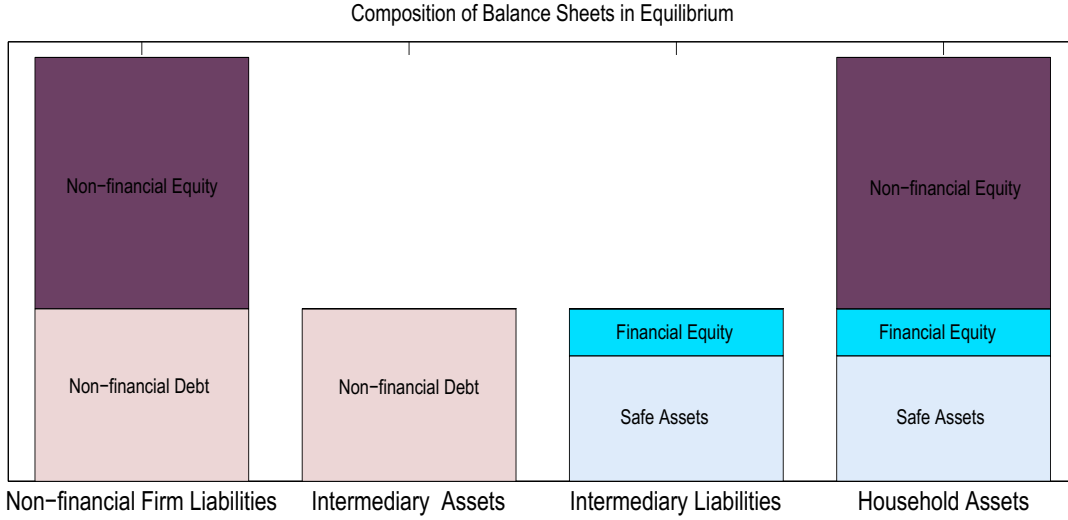 Composition of Balance Sheets in Equilibrium
Non−financial Equity
Non−financial Equity
Financial Equity
Financial Equity
Non−financial Debt
Non−financial Debt
Safe Assets
Safe Assets
Non−financial Firm Liabilities
Intermediary Assets
Intermediary Liabilities
Household Assets